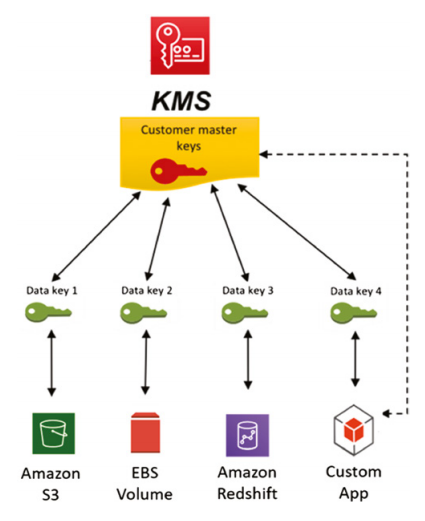 KMS
Customer master
keys
Data key 1
Data key 2
Data key 3
Data key 4
Amazon
S3
EBS
Volume
Amazon
Redshift
Custom
App